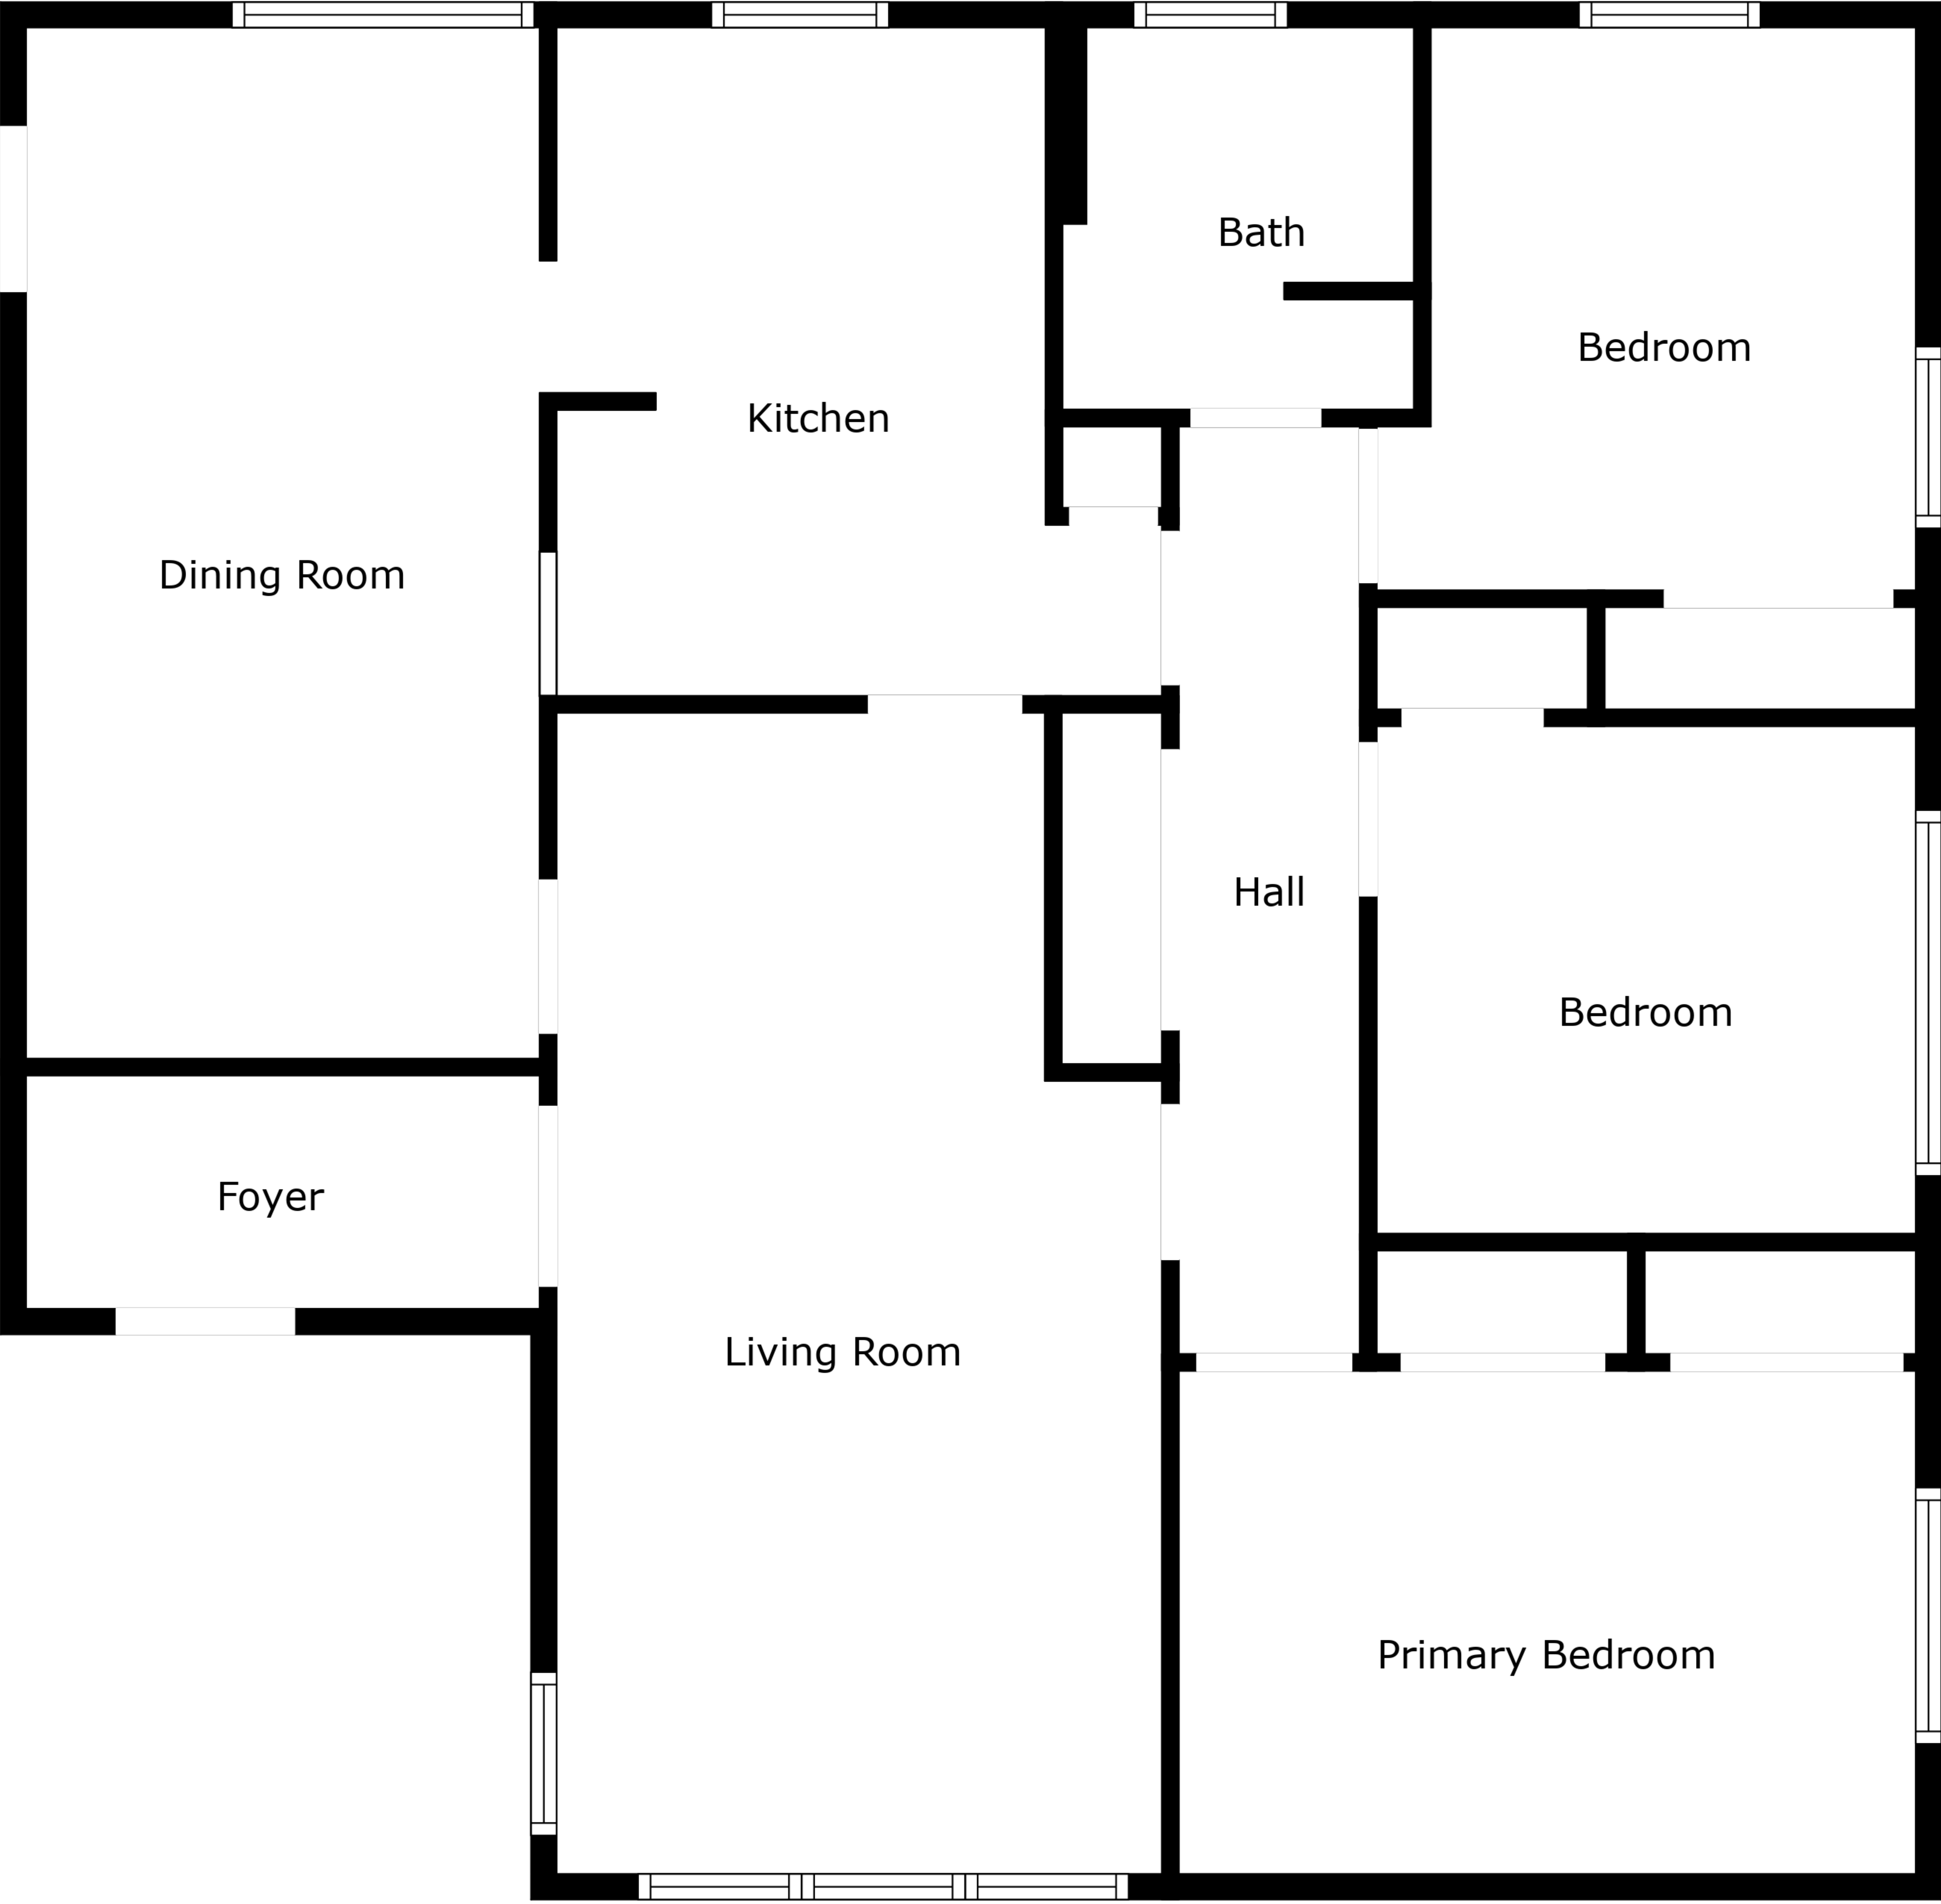 Bath
Bedroom
Kitchen
Dining Room
Hall
Bedroom
Foyer
Living Room
Primary Bedroom